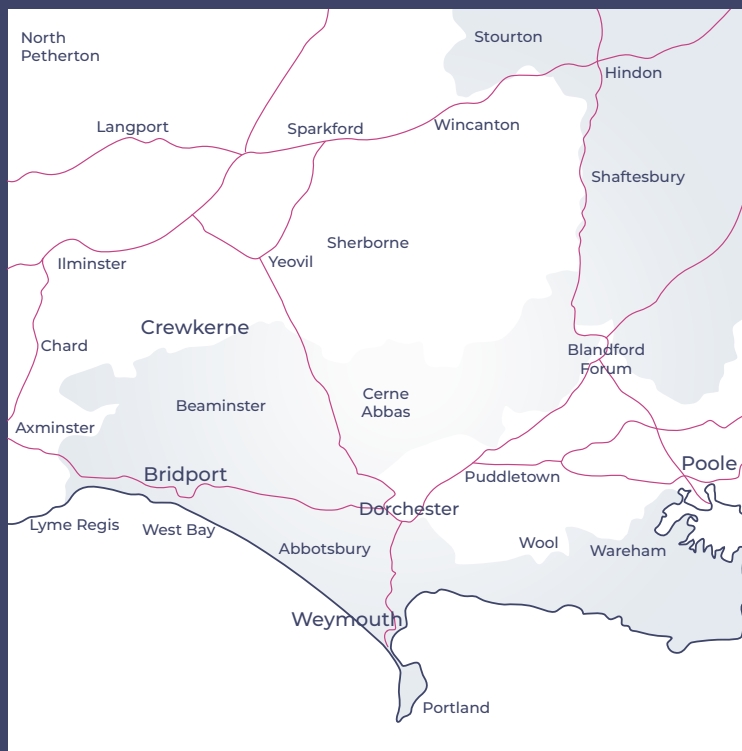 North
Petherton
Stourton
Hindon
Langport
Sparkford
Wincanton
Shaftesbury
Sherborne
Ilminster
Yeovil
Crewkerne
Chard
Blandford
Forum
Beaminster
Cerne
Abbas
Axminster
Bridport
Puddletown
Poole
Dorchester
Lyme Regis
West Bay
Abbotsbury
Wool
Wareham
Weymouth
Portland